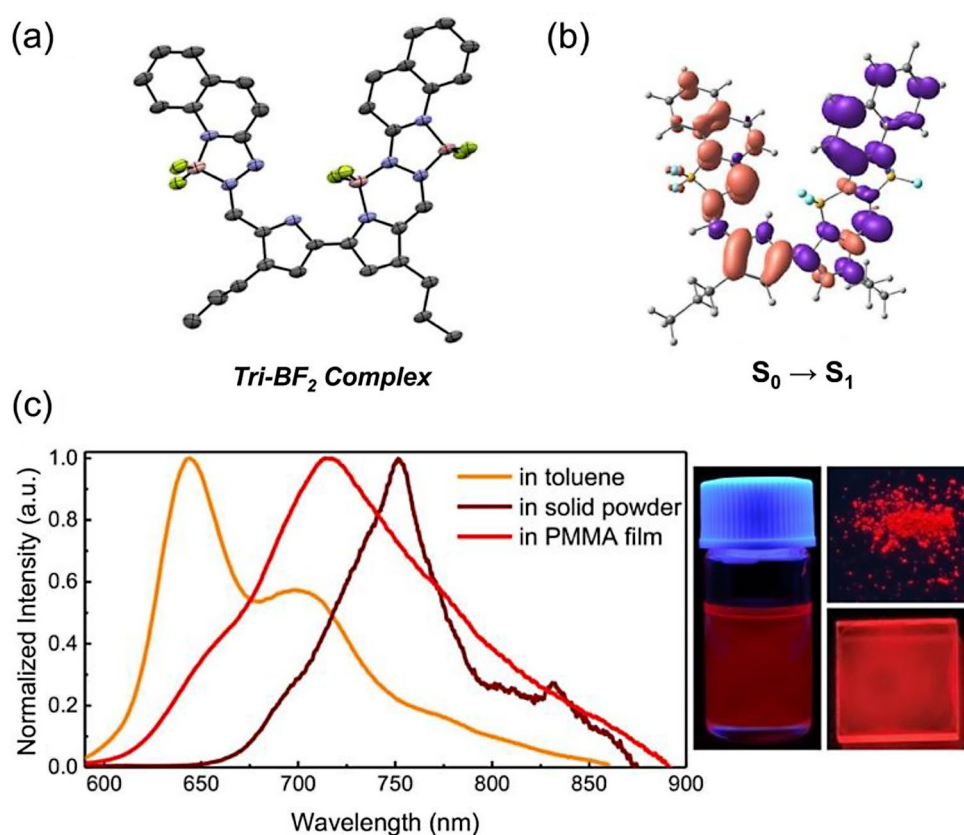 (a)
(b)
Tri-BF₂ Complex
S₀ → S₁
(c)
Normalized Intensity (a.u.)
1.0
0.8
0.6
0.4
0.2
0.0
in toluene
in solid powder
in PMMA film
600 650 700 750 800 850 900
Wavelength (nm)